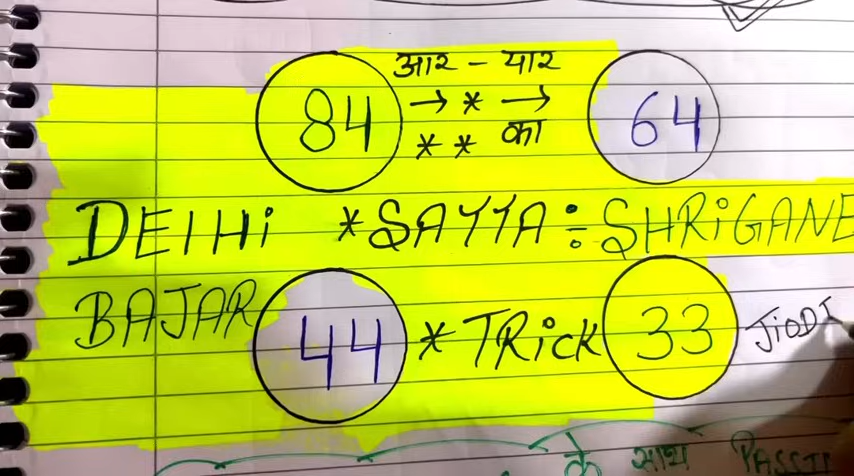 84 आर - यार 64
→ * →
* * का
DEIHi *SAYYA ÷ SHRiGANE
BAJAR 44 * TRicK 33 JiODI
के साथ PASSI